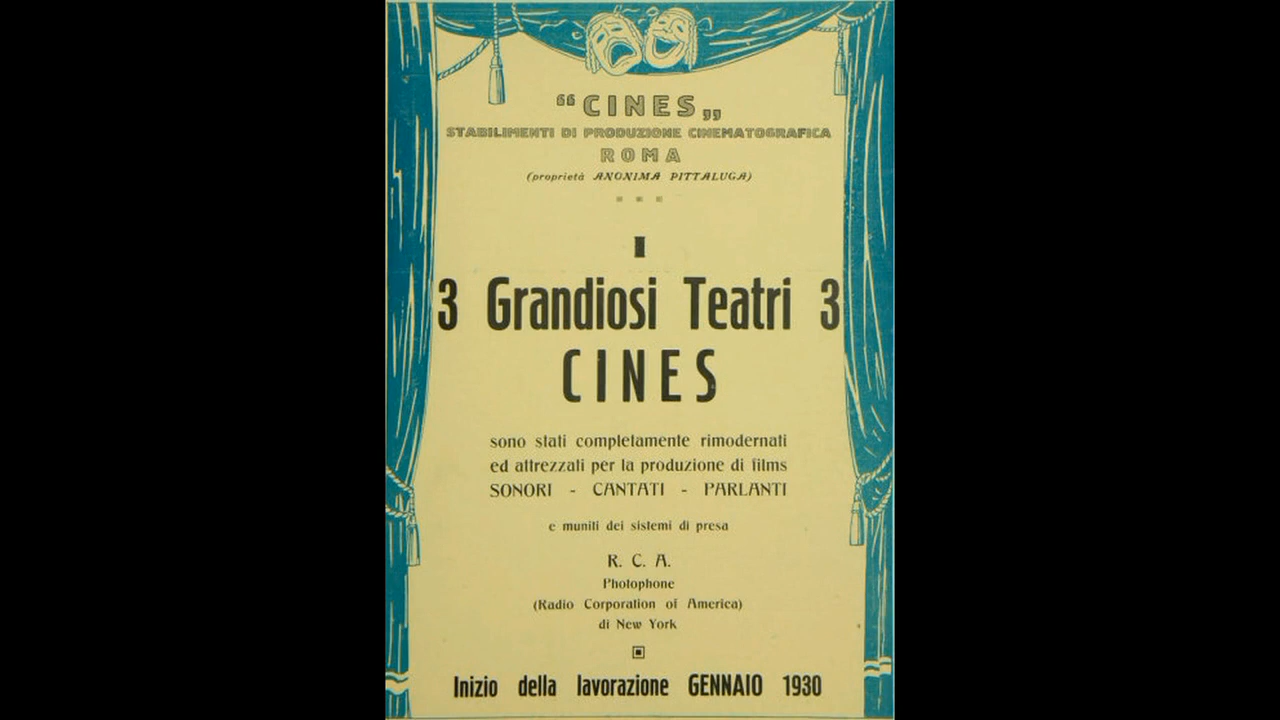 “CINES„
STABILIMENTI DI PRODUZIONE CINEMATOGRAFICA
ROMA
(proprietà ANONIMA PITTALUGA)
I
3 Grandiosi Teatri 3
CINES
sono stati completamente rimodernati
ed attrezzati per la produzione di films
SONORI - CANTATI - PARLANTI
e muniti dei sistemi di presa
R. C. A.
Photophone
(Radio Corporation of America)
di New York
Inizio della lavorazione GENNAIO 1930